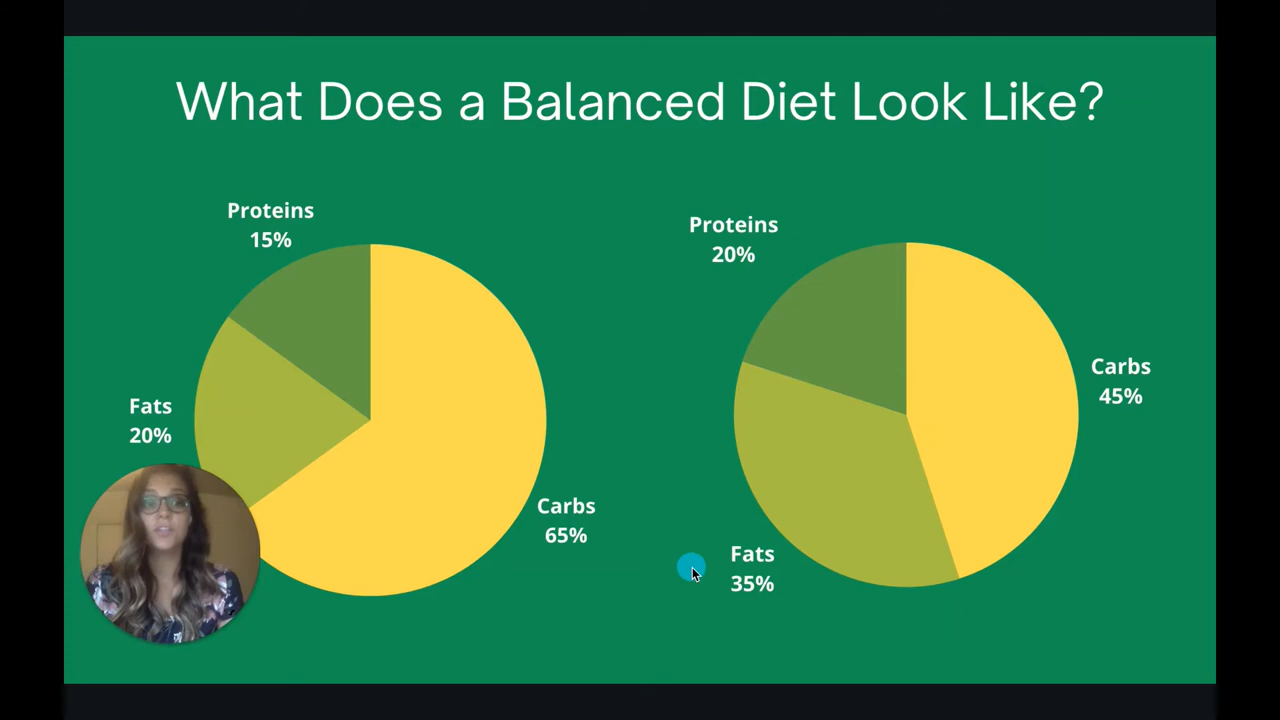 What Does a Balanced Diet Look Like?
Proteins
15%
Fats
20%
Carbs
65%
Proteins
20%
Carbs
45%
Fats
35%